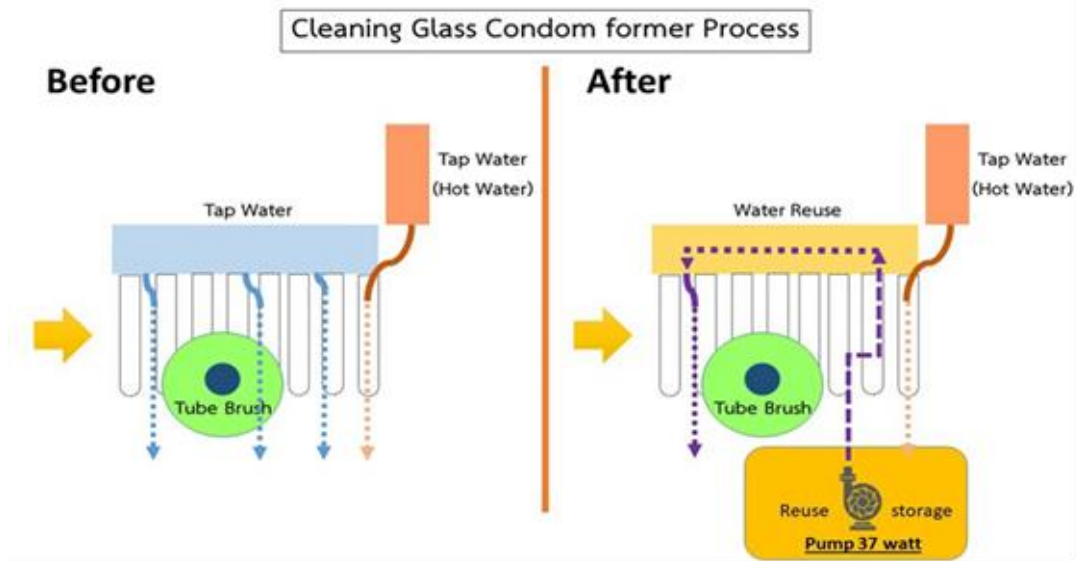 Cleaning Glass Condom former Process
Before
Tap Water
(Hot Water)
Tap Water
Tube Brush
After
Tap Water
(Hot Water)
Water Reuse
Tube Brush
Reuse storage
Pump 37 watt